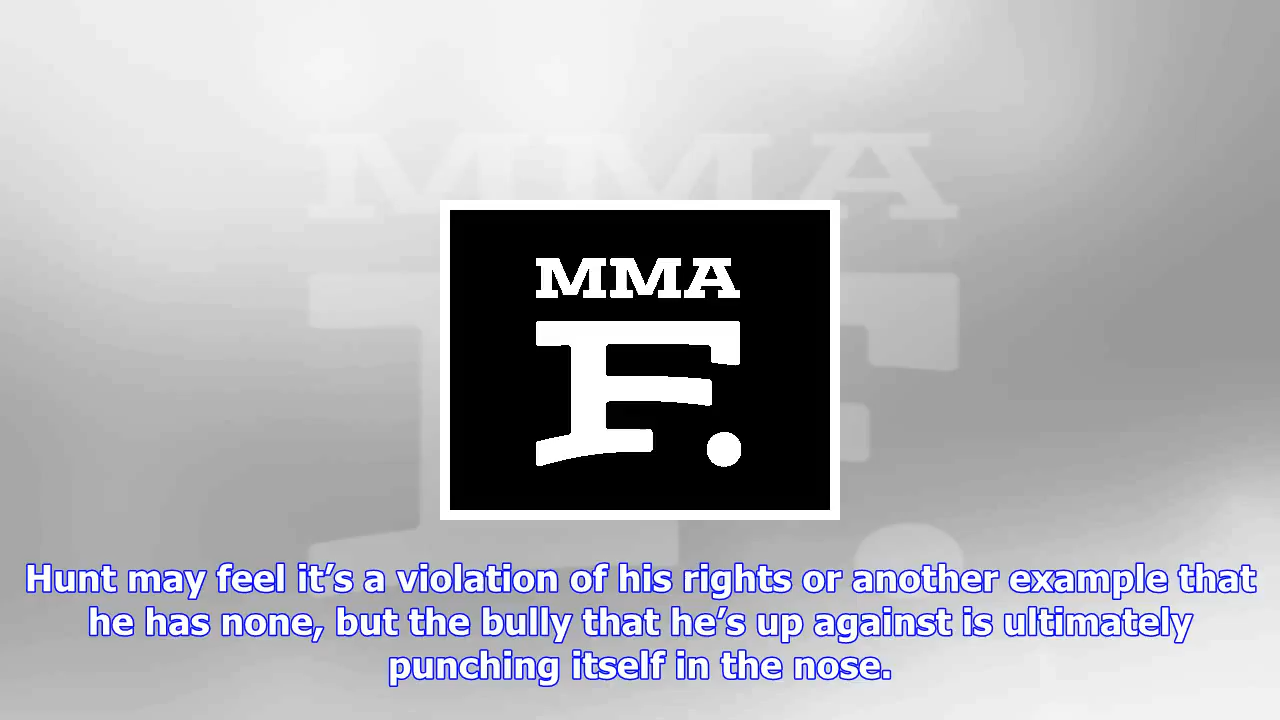 MMA
MMA
F.
Hunt may feel it’s a violation of his rights or another example that
he has none, but the bully that he’s up against is ultimately
punching itself in the nose.